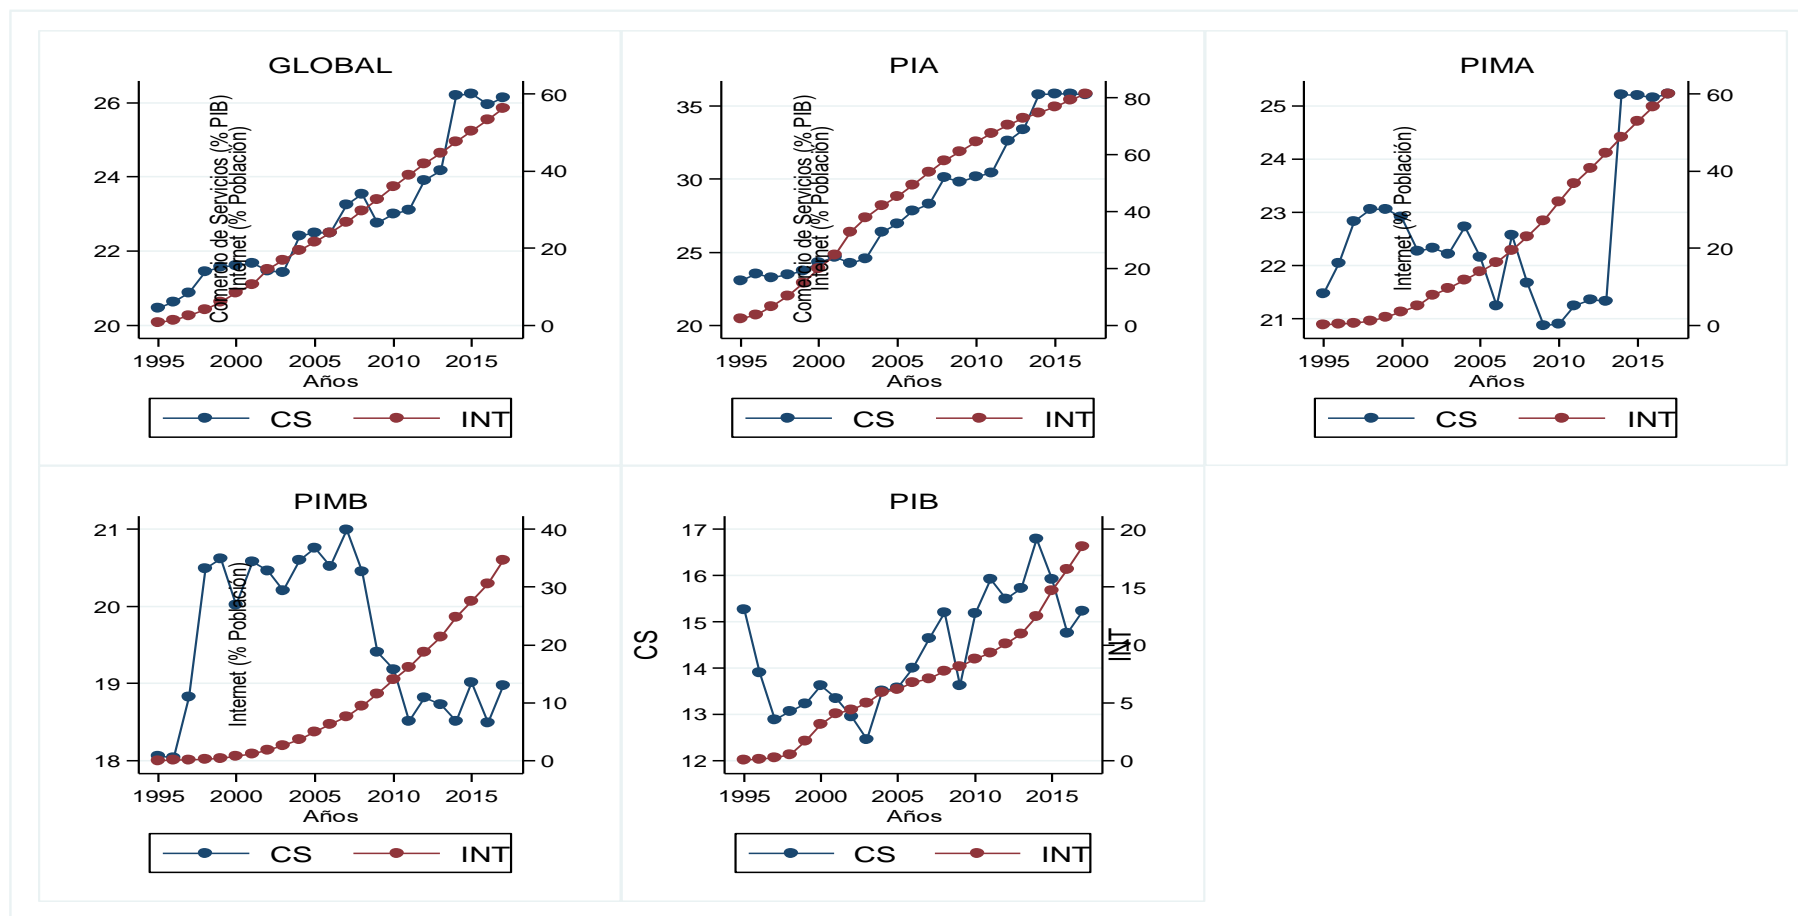 GLOBAL
26
24
22
20
60
40
20
0
Comercio de Servicios (% PIB)
Internet (% Población)
1995 2000 2005 2010 2015
Años
CS INT
PIA
35
30
25
20
80
60
40
20
0
Comercio de Servicios (% PIB)
Internet (% Población)
1995 2000 2005 2010 2015
Años
CS INT
PIMA
25
24
23
22
21
60
40
20
0
Internet (% Población)
1995 2000 2005 2010 2015
Años
CS INT
PIMB
21
20
19
18
40
30
20
10
0
Internet (% Población)
1995 2000 2005 2010 2015
Años
CS INT
PIB
17
16
15
14
13
12
20
15
10
5
0
CS
INT
1995 2000 2005 2010 2015
Años
CS INT